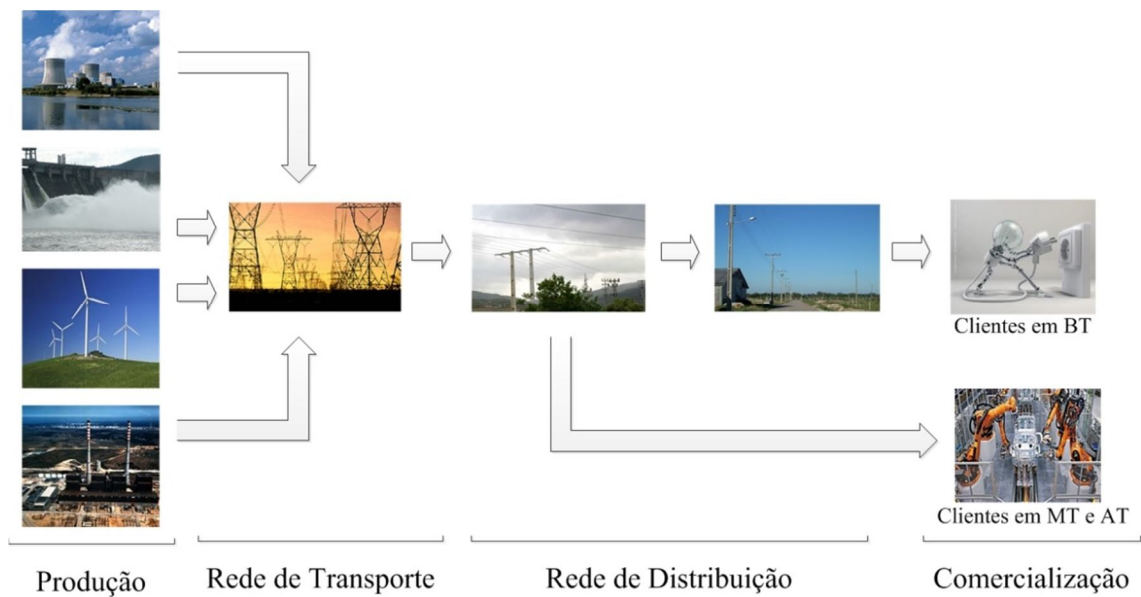 Clientes em BT
Clientes em MT e AT
Produção
Rede de Transporte
Rede de Distribuição
Comercialização